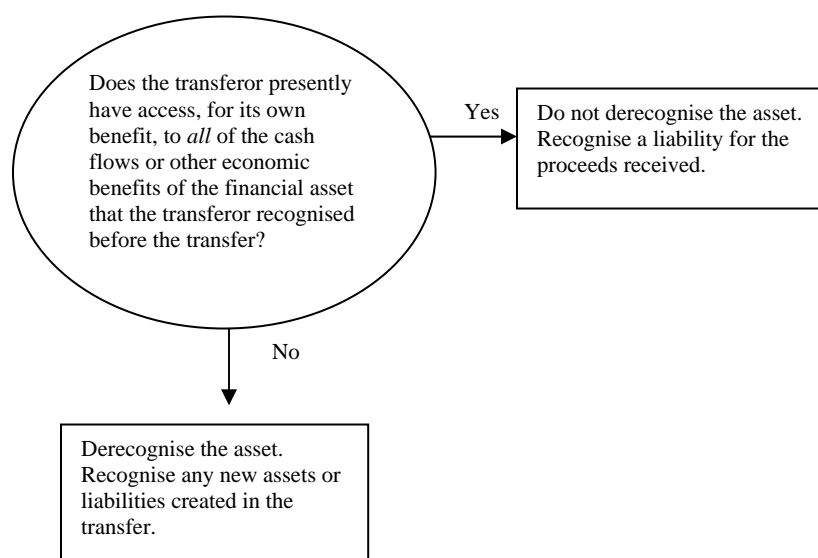 Does the transferor presently
have access, for its own
benefit, to all of the cash
flows or other economic
benefits of the financial asset
that the transferor recognised
before the transfer?
Yes
Do not derecognise the asset.
Recognise a liability for the
proceeds received.
No
Derecognise the asset.
Recognise any new assets or
liabilities created in the
transfer.